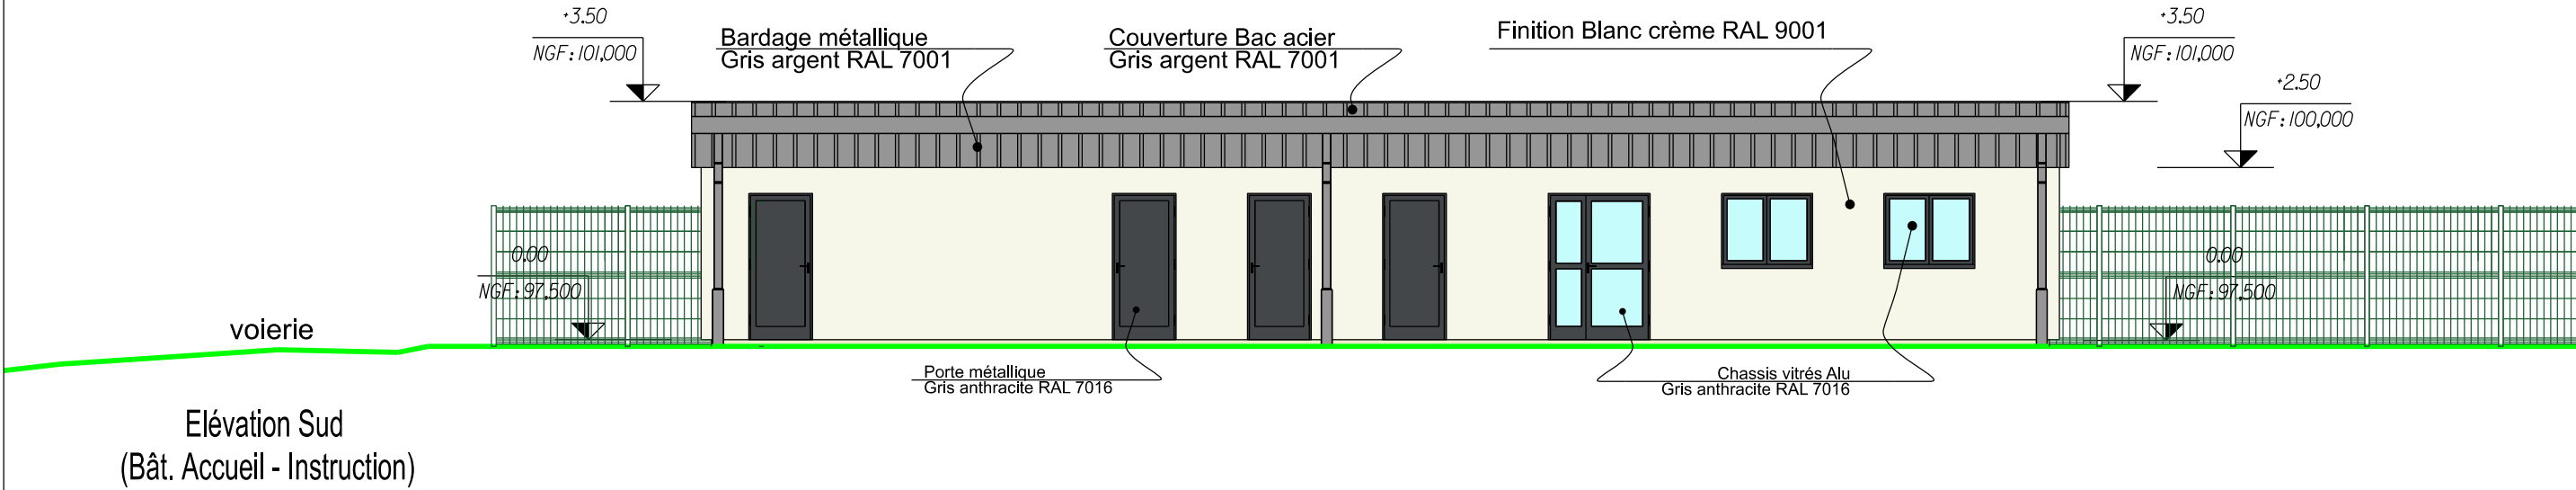 +3.50
NGF:101,000
Bardage métallique
Gris argent RAL 7001
Couverture Bac acier
Gris argent RAL 7001
Finition Blanc crème RAL 9001
+3.50
NGF:101,000
+2.50
NGF:100,000
0.00
NGF:97,500
0.00
NGF:97,500
voierie
Porte métallique
Gris anthracite RAL 7016
Chassis vitrés Alu
Gris anthracite RAL 7016
Elévation Sud
(Bât. Accueil - Instruction)